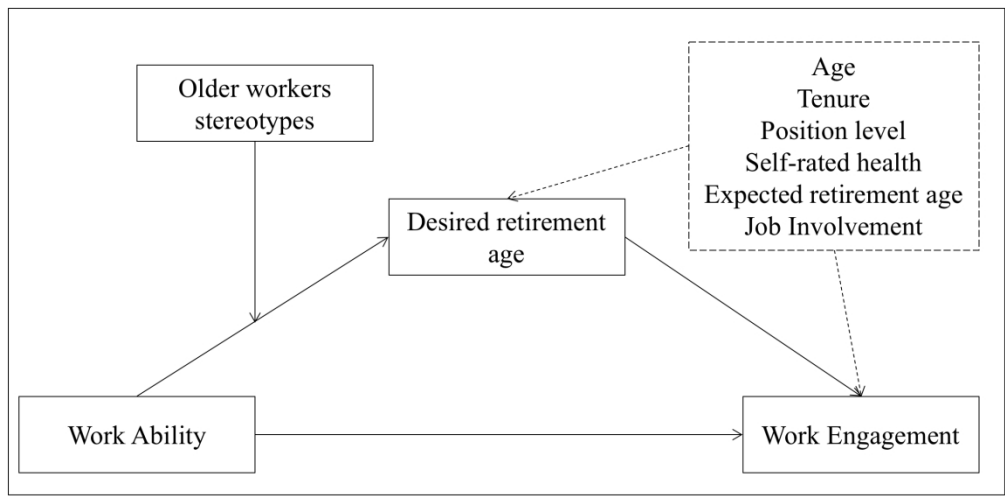 Older workers
stereotypes
Age
Tenure
Position level
Self-rated health
Expected retirement age
Job Involvement
Desired retirement
age
Work Ability
Work Engagement